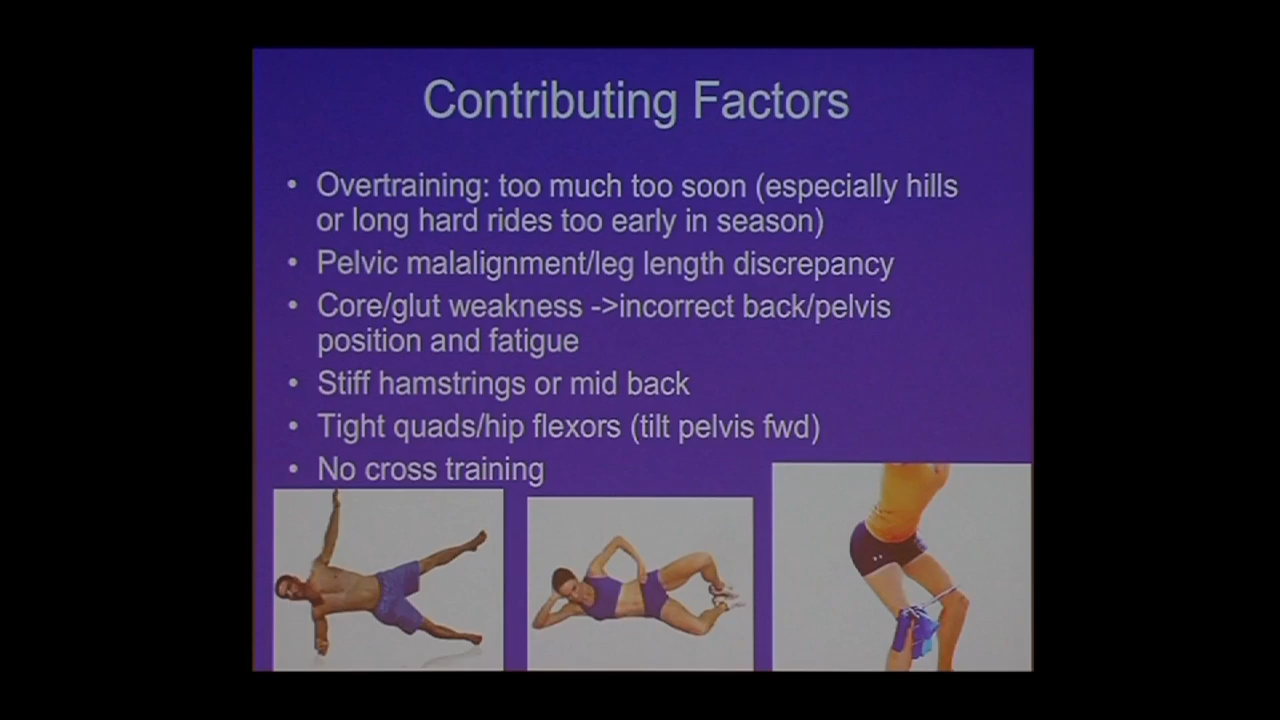 Contributing Factors
• Overtraining: too much too soon (especially hills
or long hard rides too early in season)
• Pelvic malalignment/leg length discrepancy
• Core/glut weakness ->incorrect back/pelvis
position and fatigue
• Stiff hamstrings or mid back
• Tight quads/hip flexors (tilt pelvis fwd)
• No cross training